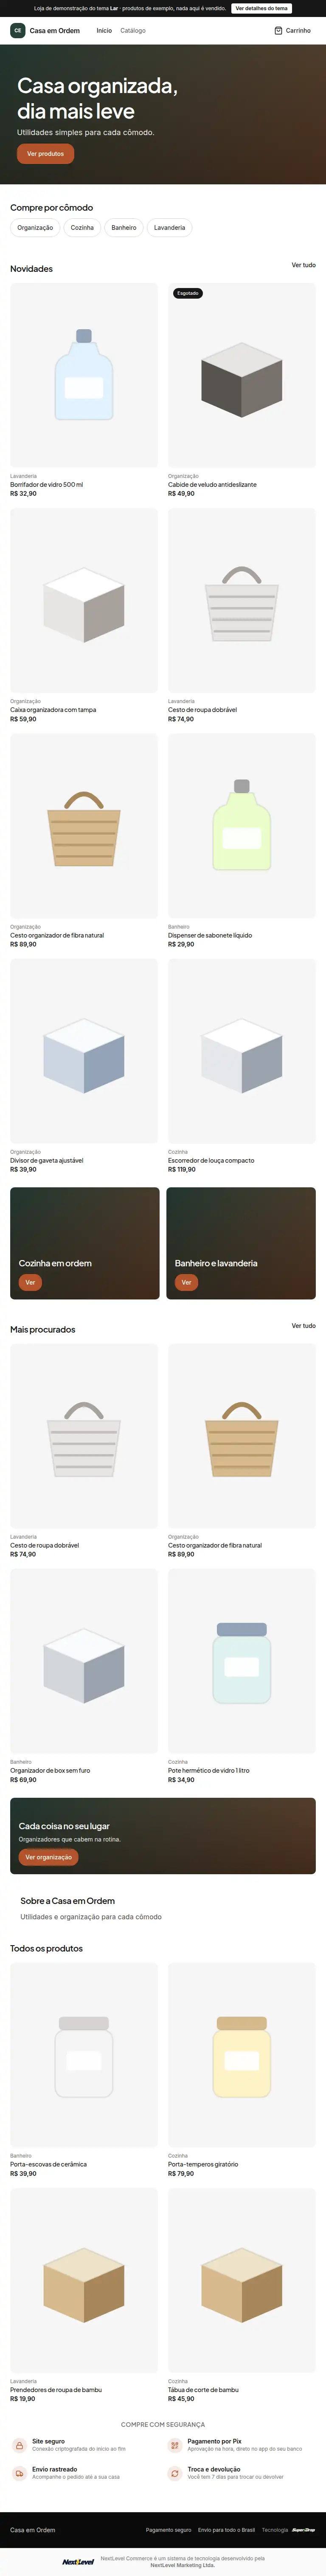 Loja de demonstração do tema Lar · produtos de exemplo, nada aqui é vendido. Ver detalhes do tema
CE Casa em Ordem Início Catálogo Carrinho
Casa organizada,
dia mais leve
Utilidades simples para cada cômodo.
Ver produtos
Compre por cômodo
Organização Cozinha Banheiro Lavanderia
Novidades Ver tudo
Esgotado
Lavanderia
Borrifador de vidro 500 ml
R$ 32,90
Organização
Cabide de veludo antideslizante
R$ 49,90
Organização
Caixa organizadora com tampa
R$ 59,90
Lavanderia
Cesto de roupa dobrável
R$ 74,90
Organização
Cesto organizador de fibra natural
R$ 89,90
Banheiro
Dispenser de sabonete líquido
R$ 29,90
Organização
Divisor de gaveta ajustável
R$ 39,90
Cozinha
Escorredor de louça compacto
R$ 119,90
Cozinha em ordem
Ver
Banheiro e lavanderia
Ver
Mais procurados Ver tudo
Lavanderia
Cesto de roupa dobrável
R$ 74,90
Organização
Cesto organizador de fibra natural
R$ 89,90
Banheiro
Organizador de box sem furo
R$ 69,90
Cozinha
Pote hermético de vidro 1 litro
R$ 34,90
Cada coisa no seu lugar
Organizadores que cabem na rotina.
Ver organização
Sobre a Casa em Ordem
Utilidades e organização para cada cômodo
Todos os produtos
Banheiro
Porta-escovas de cerâmica
R$ 39,90
Cozinha
Porta-temperos giratório
R$ 79,90
Lavanderia
Prendedores de roupa de bambu
R$ 19,90
Cozinha
Tábua de corte de bambu
R$ 45,90
COMPRE COM SEGURANÇA
Site seguro
Conexão criptografada do início ao fim
Pagamento por Pix
Aprovação na hora, direto no app do seu banco
Envio rastreado
Acompanhe o pedido até a sua casa
Troca e devolução
Você tem 7 dias para trocar ou devolver
Casa em Ordem Pagamento seguro Envio para todo o Brasil Tecnologia SuperDrop
NextLevel NextLevel Commerce é um sistema de tecnologia desenvolvido pela
NextLevel Marketing Ltda.